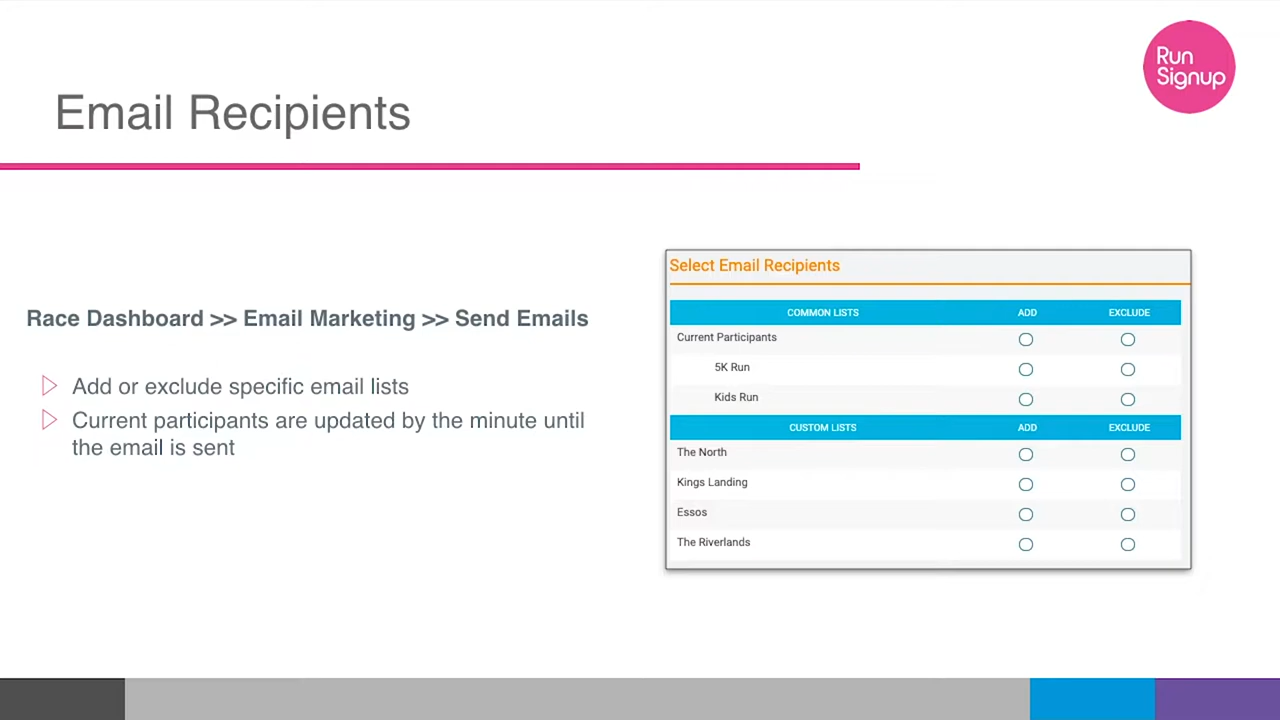 Run
Signup
Email Recipients
Race Dashboard >> Email Marketing >> Send Emails
Add or exclude specific email lists
Current participants are updated by the minute until
the email is sent
Select Email Recipients
COMMON LISTS ADD EXCLUDE
Current Participants
5K Run
Kids Run
CUSTOM LISTS ADD EXCLUDE
The North
Kings Landing
Essos
The Riverlands